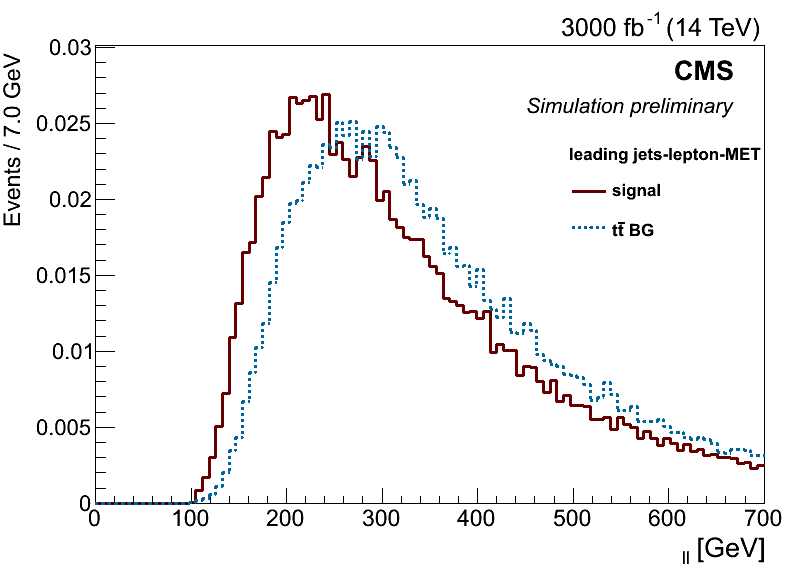 3000 fb⁻¹ (14 TeV)
CMS
Simulation preliminary
leading jets-lepton-MET
signal
tt̄ BG
Events / 7.0 GeV
0.03
0.025
0.02
0.015
0.01
0.005
0
0 100 200 300 400 500 600 700
ll [GeV]